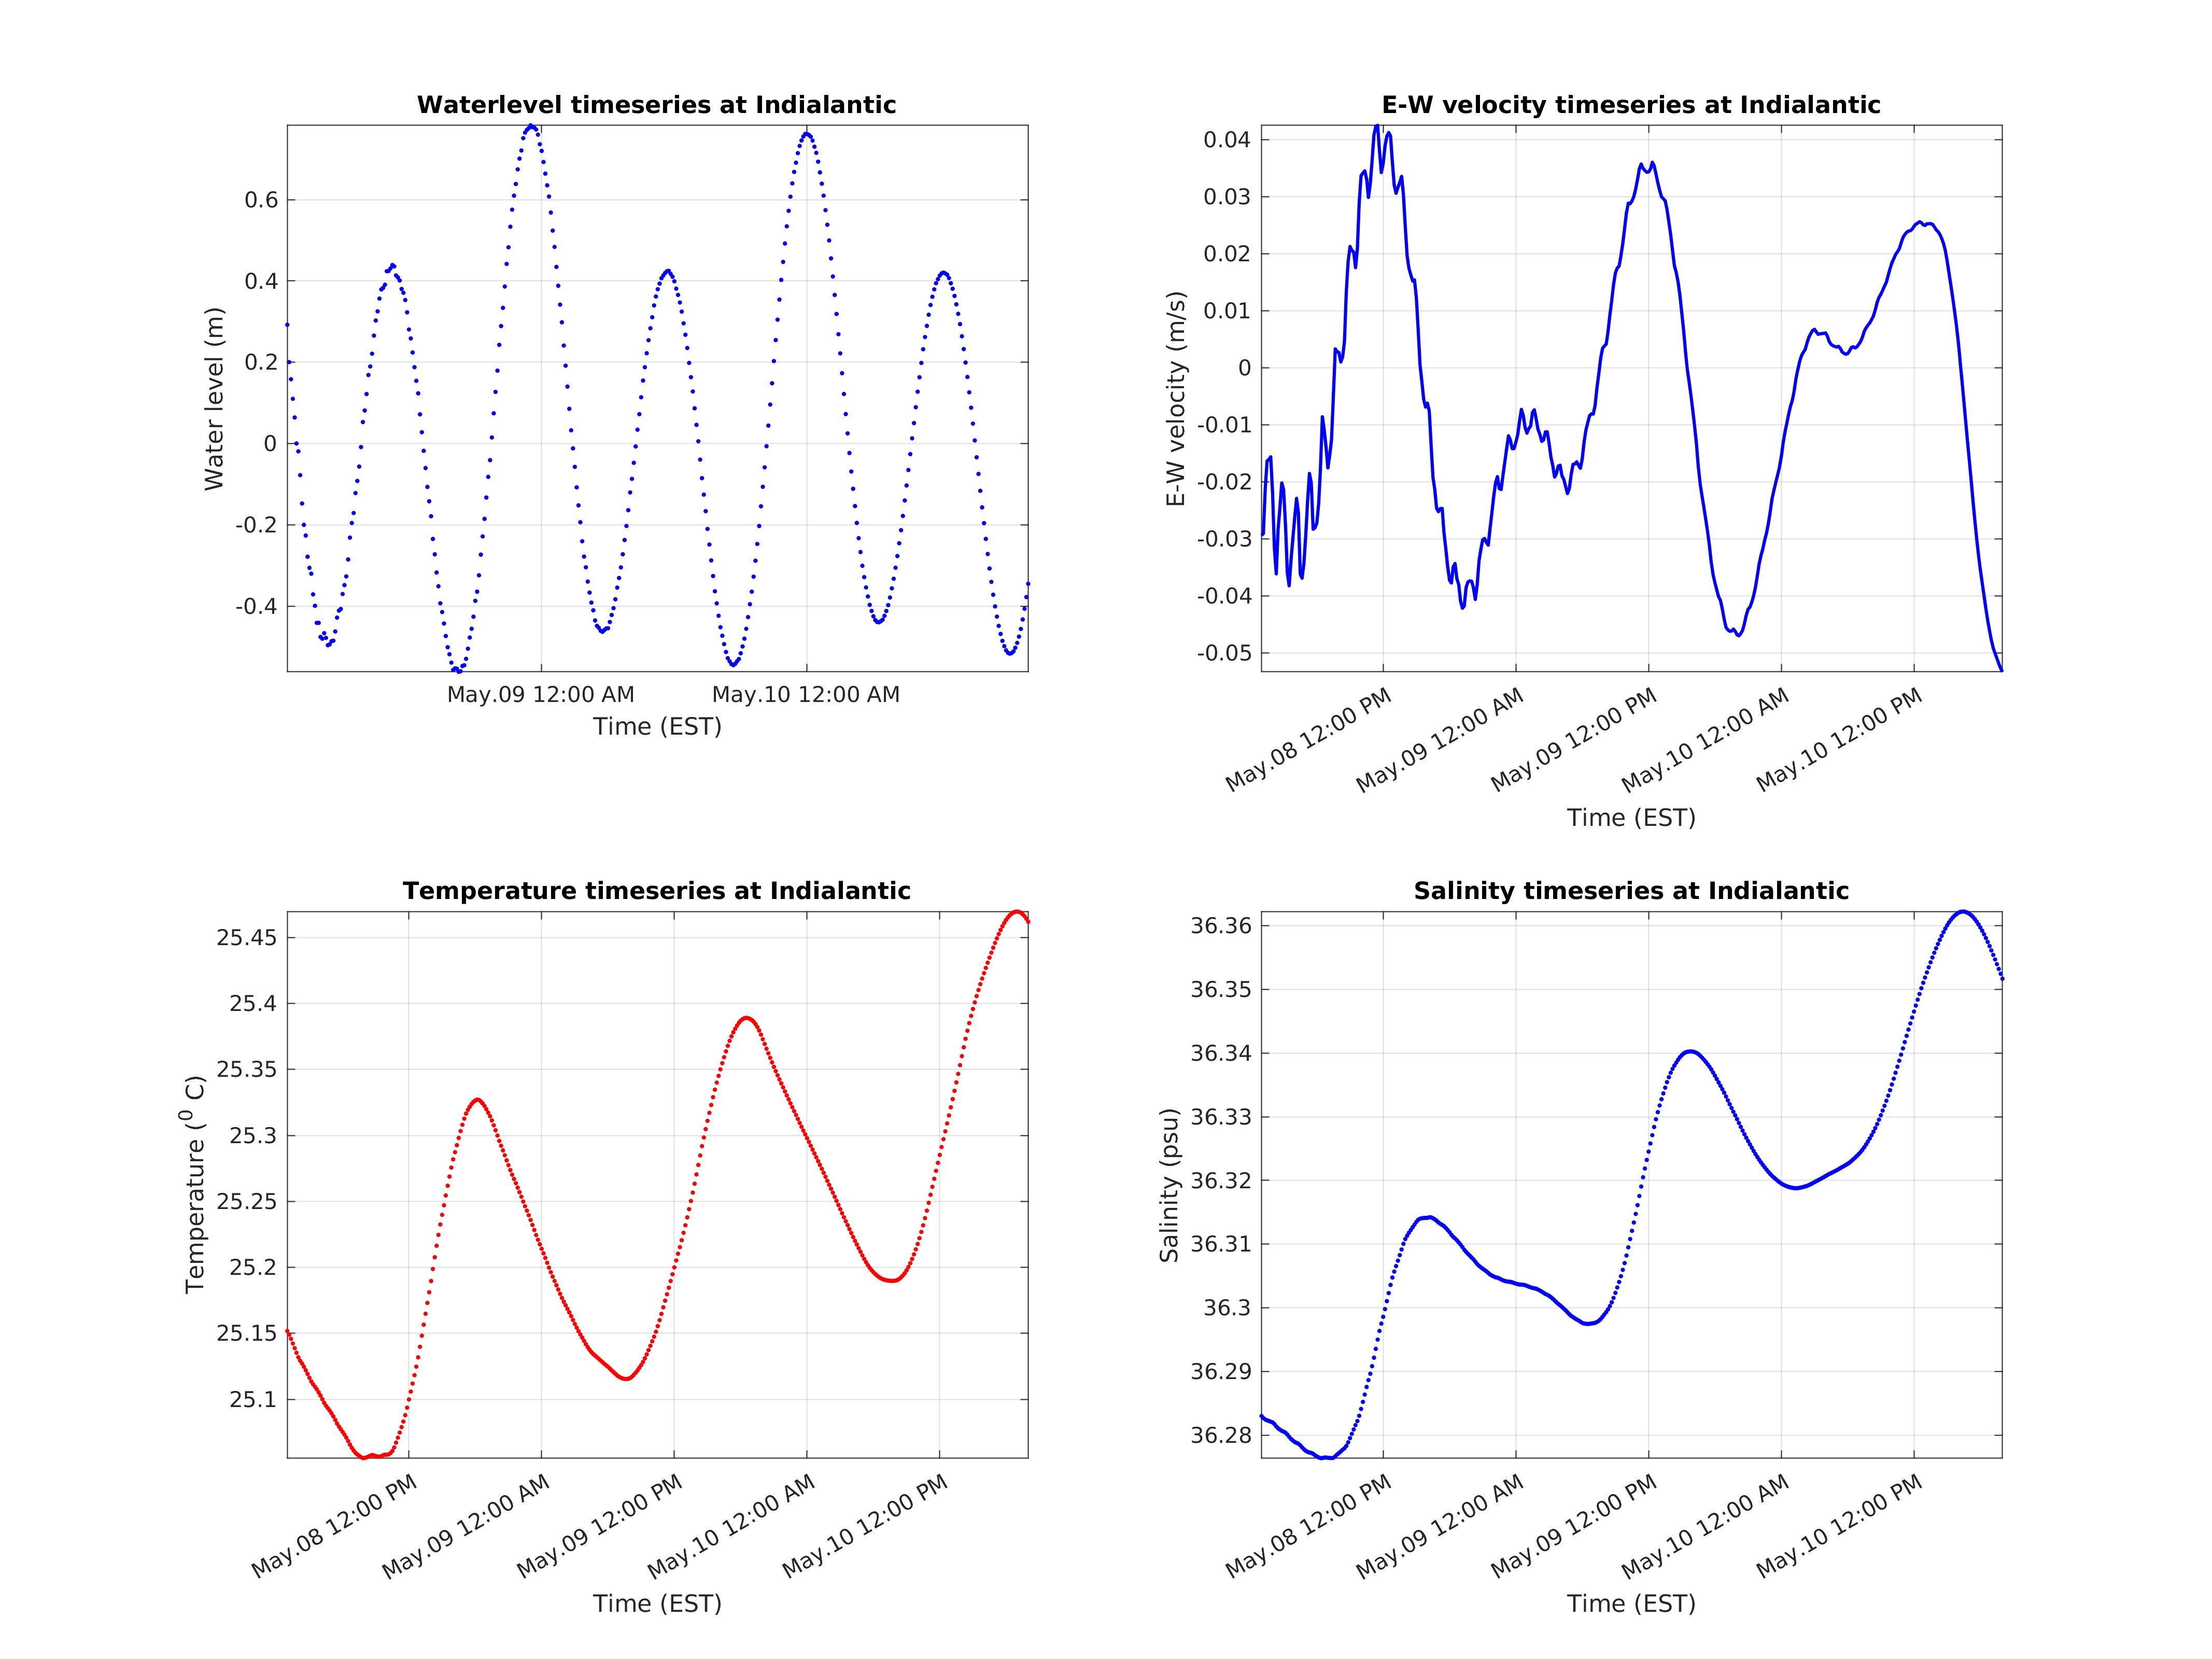 Waterlevel timeseries at Indialantic
0.6
0.4
0.2
0
-0.2
-0.4
Water level (m)
May.09 12:00 AM
May.10 12:00 AM
Time (EST)
E-W velocity timeseries at Indialantic
0.04
0.03
0.02
0.01
0
-0.01
-0.02
-0.03
-0.04
-0.05
E-W velocity (m/s)
May.08 12:00 PM
May.09 12:00 AM
May.09 12:00 PM
May.10 12:00 AM
May.10 12:00 PM
Time (EST)
Temperature timeseries at Indialantic
25.45
25.4
25.35
25.3
25.25
25.2
25.15
25.1
Temperature (⁰ C)
May.08 12:00 PM
May.09 12:00 AM
May.09 12:00 PM
May.10 12:00 AM
May.10 12:00 PM
Time (EST)
Salinity timeseries at Indialantic
36.36
36.35
36.34
36.33
36.32
36.31
36.3
36.29
36.28
Salinity (psu)
May.08 12:00 PM
May.09 12:00 AM
May.09 12:00 PM
May.10 12:00 AM
May.10 12:00 PM
Time (EST)